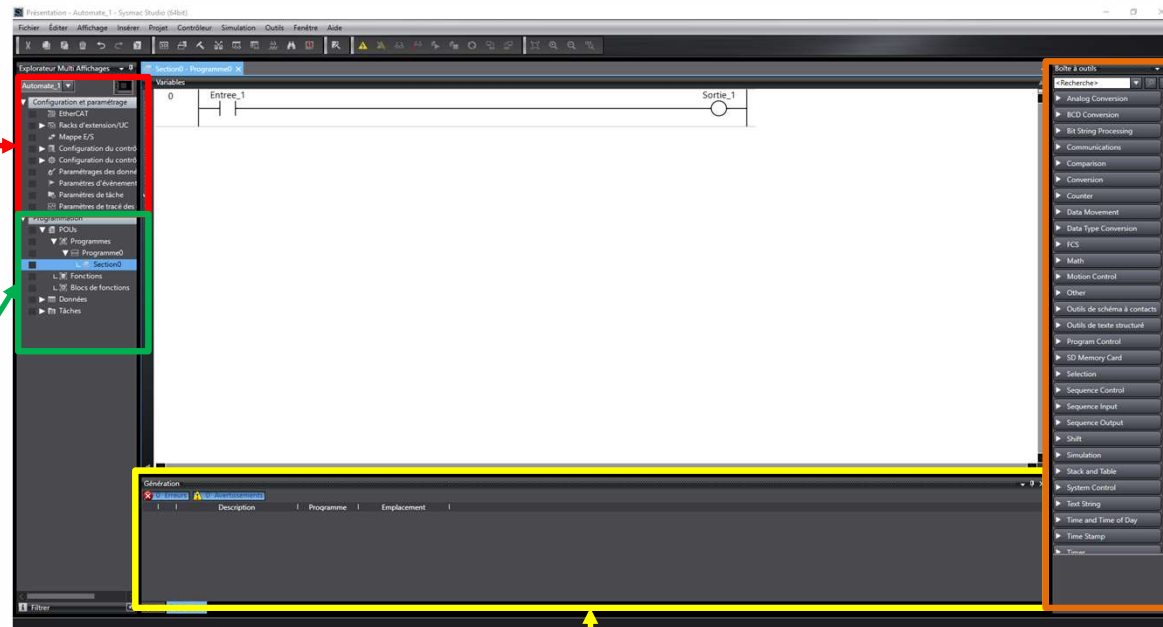 Présentation - Automate_1 - Sysmac Studio (64bit)
Fichier Éditer Affichage Insérer Projet Contrôleur Simulation Outils Fenêtre Aide
Explorateur Multi Affichages
Automate_1
Configuration et paramétrage
EtherCAT
Racks d'extension/UC
Mappe E/S
Configuration du contrô
Configuration du contrô
Paramétrages des donné
Paramètres d'événement
Paramètres de tâche
Paramètres de tracé des
Programmation
POUs
Programmes
Programme0
Section0
Fonctions
Blocs de fonctions
Données
Tâches
Filtrer
Section0 - Programme0
Variables
0 Entree_1 Sortie_1
Génération
0 Erreurs 0 Avertissements
Description Programme Emplacement
Boîte à outils
<Recherche>
Analog Conversion
BCD Conversion
Bit String Processing
Communications
Comparison
Conversion
Counter
Data Movement
Data Type Conversion
FCS
Math
Motion Control
Other
Outils de schéma à contacts
Outils de texte structuré
Program Control
SD Memory Card
Selection
Sequence Control
Sequence Input
Sequence Output
Shift
Simulation
Stack and Table
System Control
Text String
Time and Time of Day
Time Stamp
Timer